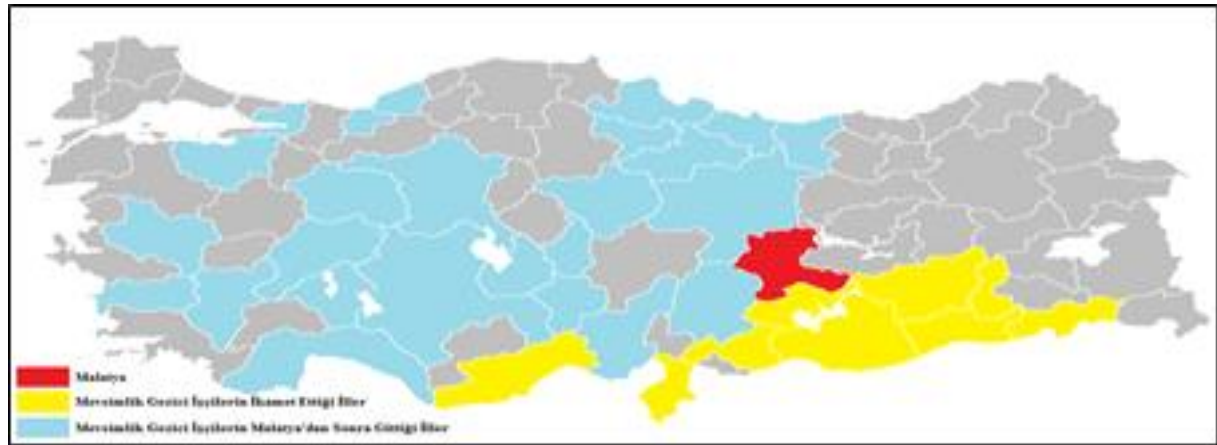 Malatya
Mevsimlik Gezici İşçilerin İkamet Ettiği İller
Mevsimlik Gezici İşçilerin Malatya'dan Sonra Gittiği İller